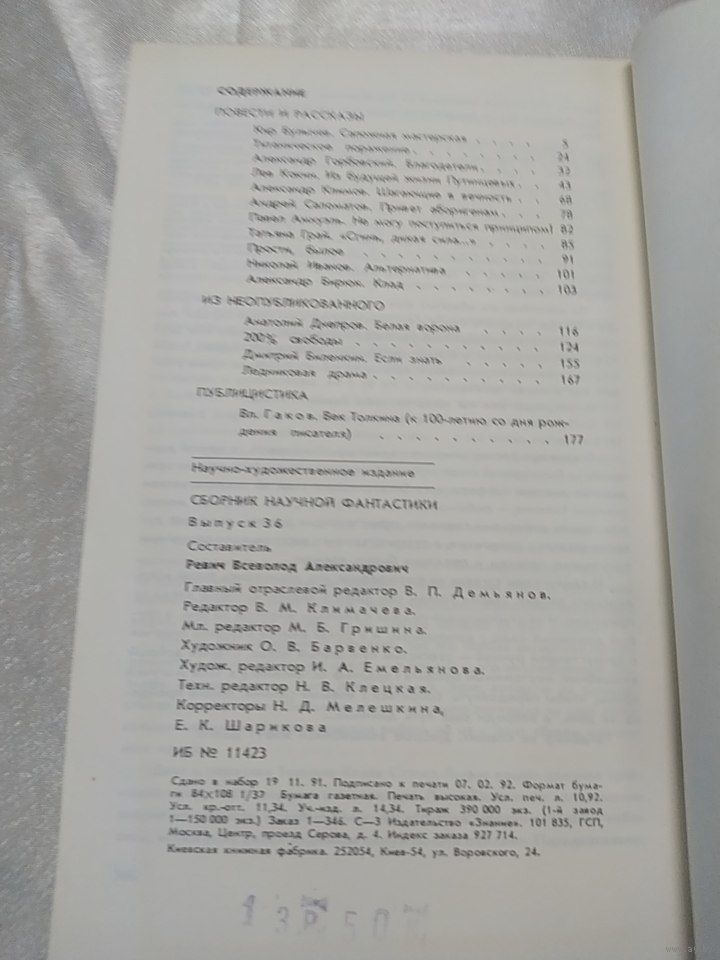 СОДЕРЖАНИЕ
ПОВЕСТИ И РАССКАЗЫ
Кир Булычев. Сапожная мастерская . . . . 5
Тиланическое поражение . . . . . . . 24
Александр Горбовский. Благодетели . . . . 32
Лев Кокин. Из будущей жизни Путинцевых . . 43
Александр Климов. Шагающие в вечность . . 68
Андрей Саломатов. Привет аборигенам . . . 78
Павел Амнуэль. Не могу поступиться принципом! 82
Татьяна Грай. «Сгинь, дикая сила...» . . . . 85
Прости, былое . . . . . . . . . . 91
Николай Иванов. Альтернатива . . . . . 101
Александр Бирюк. Клад . . . . . . . . 103
ИЗ НЕОПУБЛИКОВАННОГО
Анатолий Днепров. Белая ворона . . . . 116
200% свободы . . . . . . . . . . 124
Дмитрий Биленкин. Если знать . . . . . 155
Ледниковая драма . . . . . . . . . 167
ПУБЛИЦИСТИКА
Вл. Гаков. Век Толкина (к 100-летию со дня рож-
дения писателя) . . . . . . . . . . 177
Научно-художественное издание
СБОРНИК НАУЧНОЙ ФАНТАСТИКИ
Выпуск 36
Составитель
Ревич Всеволод Александрович
Главный отраслевой редактор В. П. Демьянов.
Редактор В. М. Климачева.
Мл. редактор М. Б. Гришина.
Художник О. В. Барвенко.
Худож. редактор И. А. Емельянова.
Техн. редактор Н. В. Клецкая.
Корректоры Н. Д. Мелешкина,
Е. К. Шарикова
ИБ № 11423
Сдано в набор 19 11. 91. Подписано к печати 07. 02. 92. Формат бума-
ги 84×108 1/32 Бумага газетная. Печать высокая. Усл. печ. л. 10,92.
Усл. кр.-отт. 11,34. Уч.-изд. л. 14,34. Тираж 390 000 экз. (1-й завод
1—150 000 экз.) Заказ 1—346. С—3 Издательство «Знание». 101 835, ГСП,
Москва, Центр, проезд Серова, д. 4. Индекс заказа 927 714.
Киевская книжная фабрика. 252054, Киев-54, ул. Воровского, 24.
13 Р 50 К